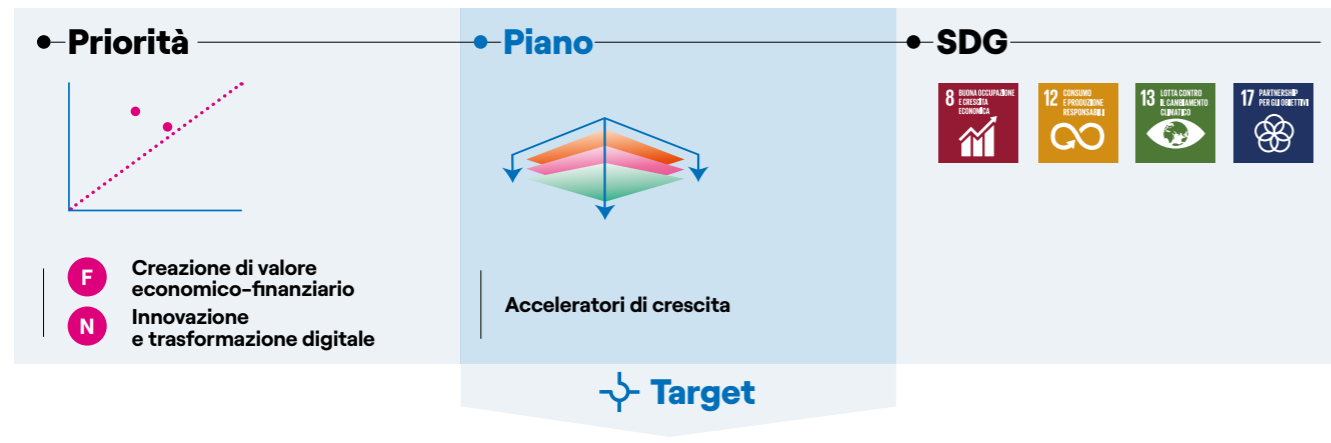 Priorità
Piano
SDG
8 BUONA OCCUPAZIONE
E CRESCITA
ECONOMICA
12 CONSUMO
E PRODUZIONE
RESPONSABILI
13 LOTTA CONTRO
IL CAMBIAMENTO
CLIMATICO
17 PARTNERSHIP
PER GLI OBIETTIVI
F
Creazione di valore
economico-finanziario
N
Innovazione
e trasformazione digitale
Acceleratori di crescita
Target